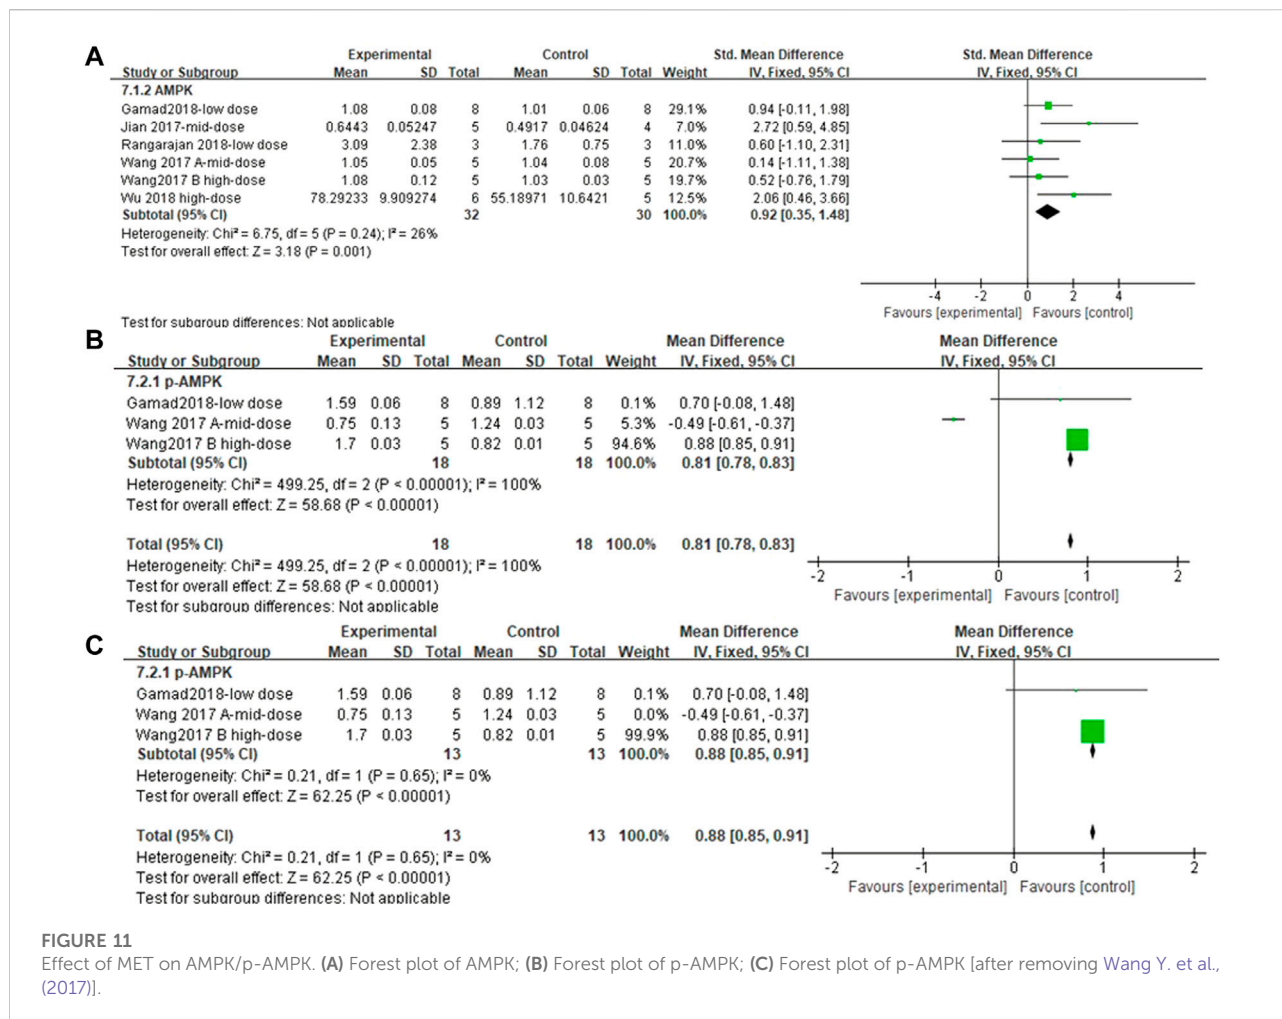 A
Experimental Control Std. Mean Difference Std. Mean Difference
Study or Subgroup Mean SD Total Mean SD Total Weight IV, Fixed, 95% CI IV, Fixed, 95% CI
7.1.2 AMPK
Gamad2018-low dose 1.08 0.08 8 1.01 0.06 8 29.1% 0.94 [-0.11, 1.98]
Jian 2017-mid-dose 0.6443 0.05247 5 0.4917 0.04624 4 7.0% 2.72 [0.59, 4.85]
Rangarajan 2018-low dose 3.09 2.38 3 1.76 0.75 3 11.0% 0.60 [-1.10, 2.31]
Wang 2017 A-mid-dose 1.05 0.05 5 1.04 0.08 5 20.7% 0.14 [-1.11, 1.38]
Wang2017 B high-dose 1.08 0.12 5 1.03 0.03 5 19.7% 0.52 [-0.76, 1.79]
Wu 2018 high-dose 78.29233 9.909274 6 55.18971 10.6421 5 12.5% 2.06 [0.46, 3.66]
Subtotal (95% CI) 32 30 100.0% 0.92 [0.35, 1.48]
Heterogeneity: Chi² = 6.75, df = 5 (P = 0.24); I² = 26%
Test for overall effect: Z = 3.18 (P = 0.001)
-4 -2 0 2 4
Favours [experimental] Favours [control]
Test for subgroup differences: Not applicable
B
Experimental Control Mean Difference Mean Difference
Study or Subgroup Mean SD Total Mean SD Total Weight IV, Fixed, 95% CI IV, Fixed, 95% CI
7.2.1 p-AMPK
Gamad2018-low dose 1.59 0.06 8 0.89 1.12 8 0.1% 0.70 [-0.08, 1.48]
Wang 2017 A-mid-dose 0.75 0.13 5 1.24 0.03 5 5.3% -0.49 [-0.61, -0.37]
Wang2017 B high-dose 1.7 0.03 5 0.82 0.01 5 94.6% 0.88 [0.85, 0.91]
Subtotal (95% CI) 18 18 100.0% 0.81 [0.78, 0.83]
Heterogeneity: Chi² = 499.25, df = 2 (P < 0.00001); I² = 100%
Test for overall effect: Z = 58.68 (P < 0.00001)
Total (95% CI) 18 18 100.0% 0.81 [0.78, 0.83]
Heterogeneity: Chi² = 499.25, df = 2 (P < 0.00001); I² = 100%
Test for overall effect: Z = 58.68 (P < 0.00001)
Test for subgroup differences: Not applicable
-2 -1 0 1 2
Favours [experimental] Favours [control]
C
Experimental Control Mean Difference Mean Difference
Study or Subgroup Mean SD Total Mean SD Total Weight IV, Fixed, 95% CI IV, Fixed, 95% CI
7.2.1 p-AMPK
Gamad2018-low dose 1.59 0.06 8 0.89 1.12 8 0.1% 0.70 [-0.08, 1.48]
Wang 2017 A-mid-dose 0.75 0.13 5 1.24 0.03 5 0.0% -0.49 [-0.61, -0.37]
Wang2017 B high-dose 1.7 0.03 5 0.82 0.01 5 99.9% 0.88 [0.85, 0.91]
Subtotal (95% CI) 13 13 100.0% 0.88 [0.85, 0.91]
Heterogeneity: Chi² = 0.21, df = 1 (P = 0.65); I² = 0%
Test for overall effect: Z = 62.25 (P < 0.00001)
Total (95% CI) 13 13 100.0% 0.88 [0.85, 0.91]
Heterogeneity: Chi² = 0.21, df = 1 (P = 0.65); I² = 0%
Test for overall effect: Z = 62.25 (P < 0.00001)
Test for subgroup differences: Not applicable
-2 -1 0 1 2
Favours [experimental] Favours [control]
FIGURE 11
Effect of MET on AMPK/p-AMPK. (A) Forest plot of AMPK; (B) Forest plot of p-AMPK; (C) Forest plot of p-AMPK [after removing Wang Y. et al.,
(2017)].